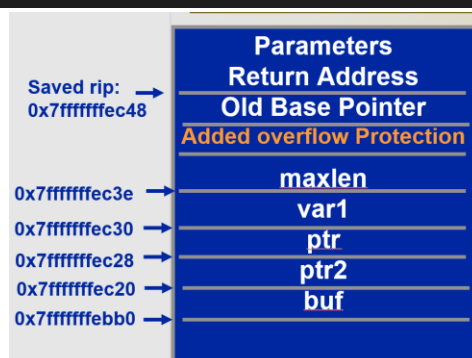 Parameters
Return Address
Saved rip:
0x7fffffffec48
Old Base Pointer
Added overflow Protection
maxlen
0x7fffffffec3e
var1
0x7fffffffec30
ptr
0x7fffffffec28
ptr2
0x7fffffffec20
buf
0x7fffffffebb0